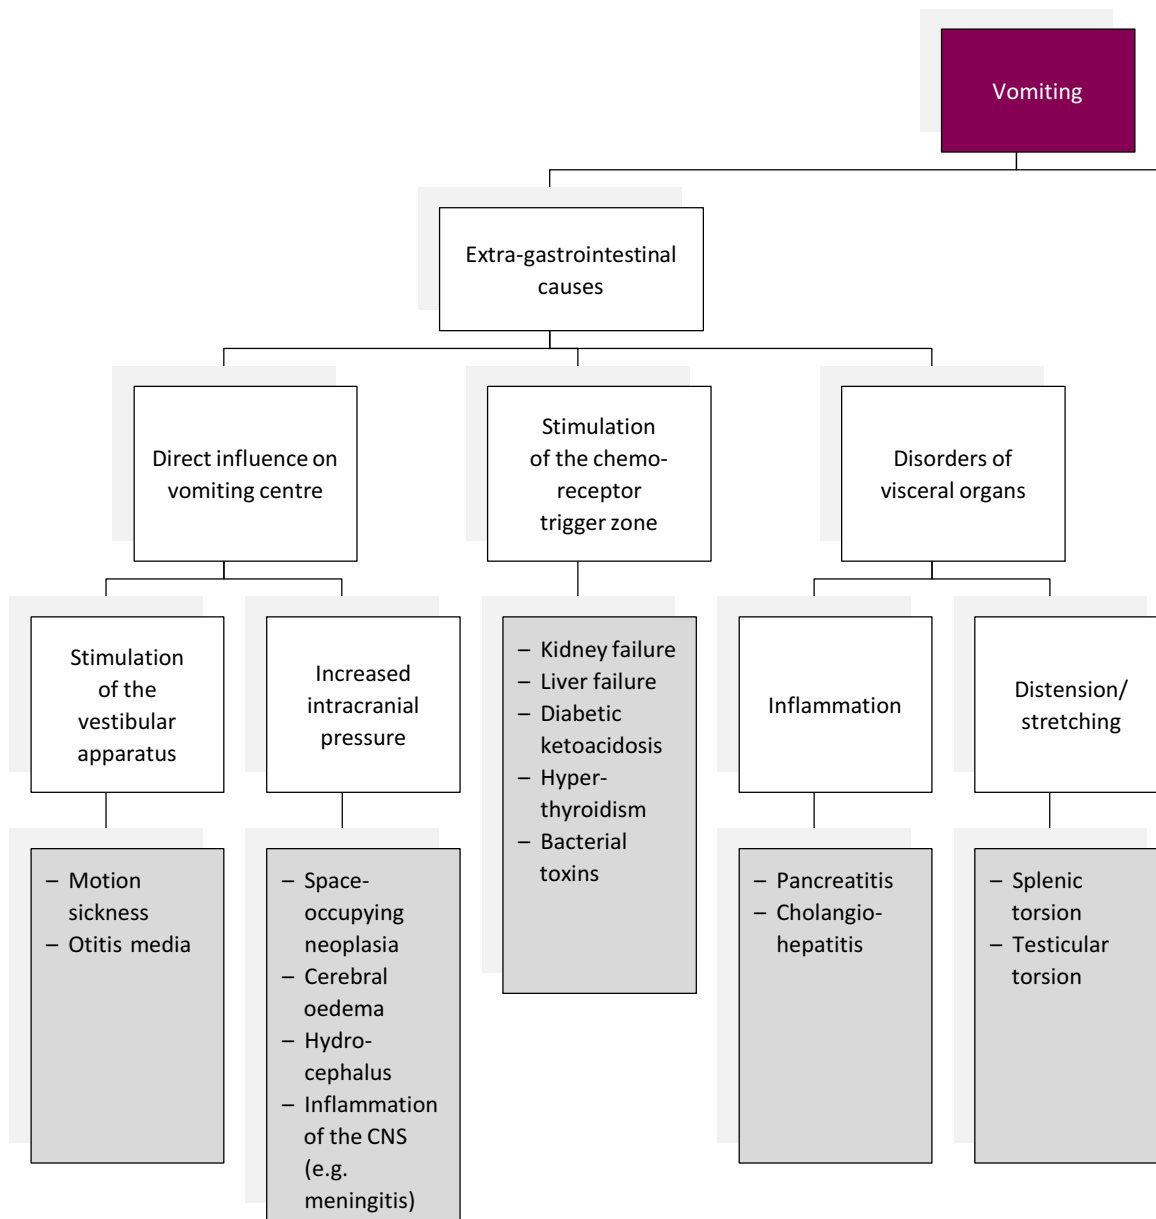 Vomiting
Extra-gastrointestinal
causes
Direct influence on
vomiting centre
Stimulation
of the chemo-
receptor
trigger zone
Disorders of
visceral organs
Stimulation
of the
vestibular
apparatus
Increased
intracranial
pressure
– Kidney failure
– Liver failure
– Diabetic
ketoacidosis
– Hyper-
thyroidism
– Bacterial
toxins
Inflammation
Distension/
stretching
– Motion
sickness
– Otitis media
– Space-
occupying
neoplasia
– Cerebral
oedema
– Hydro-
cephalus
– Inflammation
of the CNS
(e.g.
meningitis)
– Pancreatitis
– Cholangio-
hepatitis
– Splenic
torsion
– Testicular
torsion